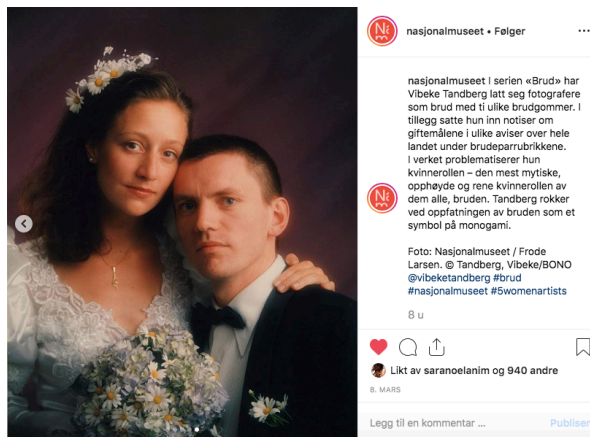 nasjonalmuseet • Følger
nasjonalmuseet I serien «Brud» har
Vibeke Tandberg latt seg fotografere
som brud med ti ulike brudgommer. I
tillegg satte hun inn notiser om
giftemålene i ulike aviser over hele
landet under brudeparrubrikkene.
I verket problematiserer hun
kvinnerollen – den mest mytiske,
opphøyde og rene kvinnerollen av
dem alle, bruden. Tandberg rokker
ved oppfatningen av bruden som et
symbol på monogami.
Foto: Nasjonalmuseet / Frode
Larsen. © Tandberg, Vibeke/BONO
@vibeketandberg #brud
#nasjonalmuseet #5womenartists
8 u
Likt av saranoelanim og 940 andre
8. MARS
Legg til en kommentar ...